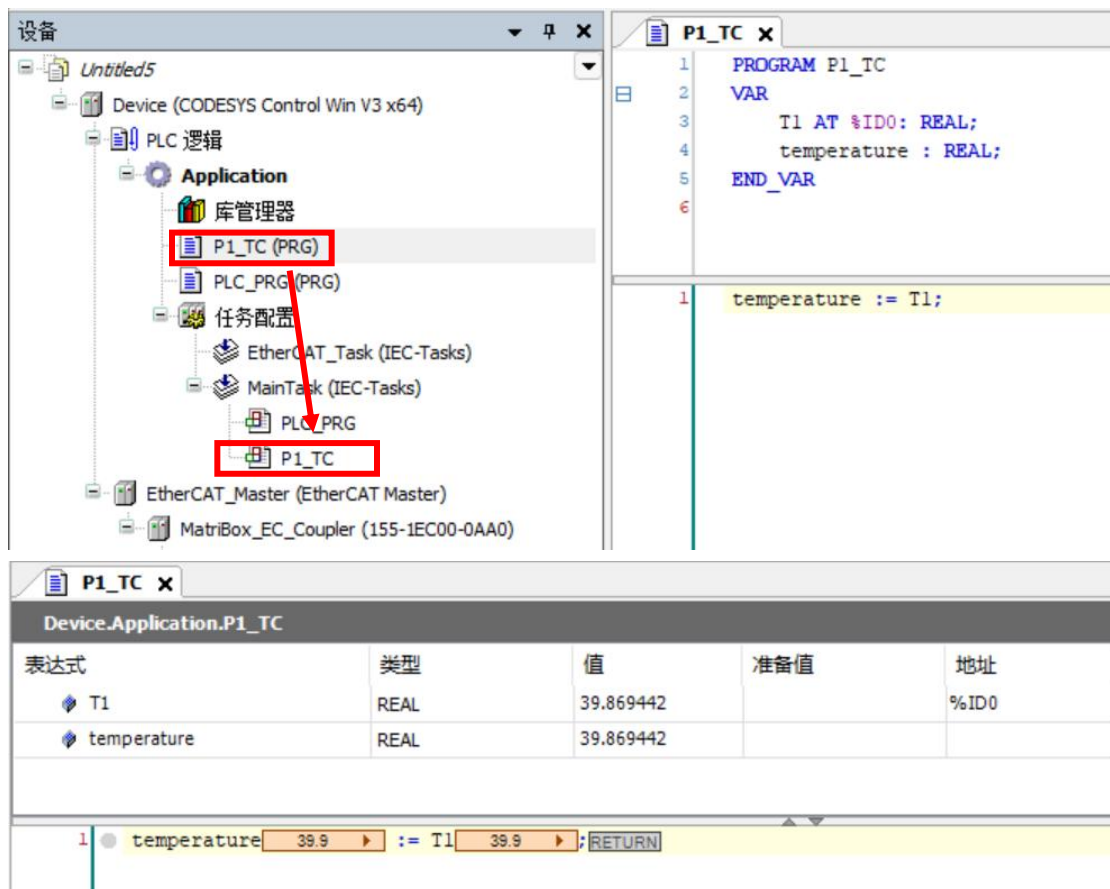 设备
Untitled5
Device (CODESYS Control Win V3 x64)
PLC 逻辑
Application
库管理器
P1_TC (PRG)
PLC_PRG (PRG)
任务配置
EtherCAT_Task (IEC-Tasks)
MainTask (IEC-Tasks)
PLC_PRG
P1_TC
EtherCAT_Master (EtherCAT Master)
MatriBox_EC_Coupler (155-1EC00-0AA0)
P1_TC
1 PROGRAM P1_TC
2 VAR
3 T1 AT %ID0: REAL;
4 temperature : REAL;
5 END_VAR
6
1 temperature := T1;
P1_TC
Device.Application.P1_TC
表达式 类型 值 准备值 地址
T1 REAL 39.869442 %ID0
temperature REAL 39.869442
1 temperature 39.9 := T1 39.9 ;RETURN